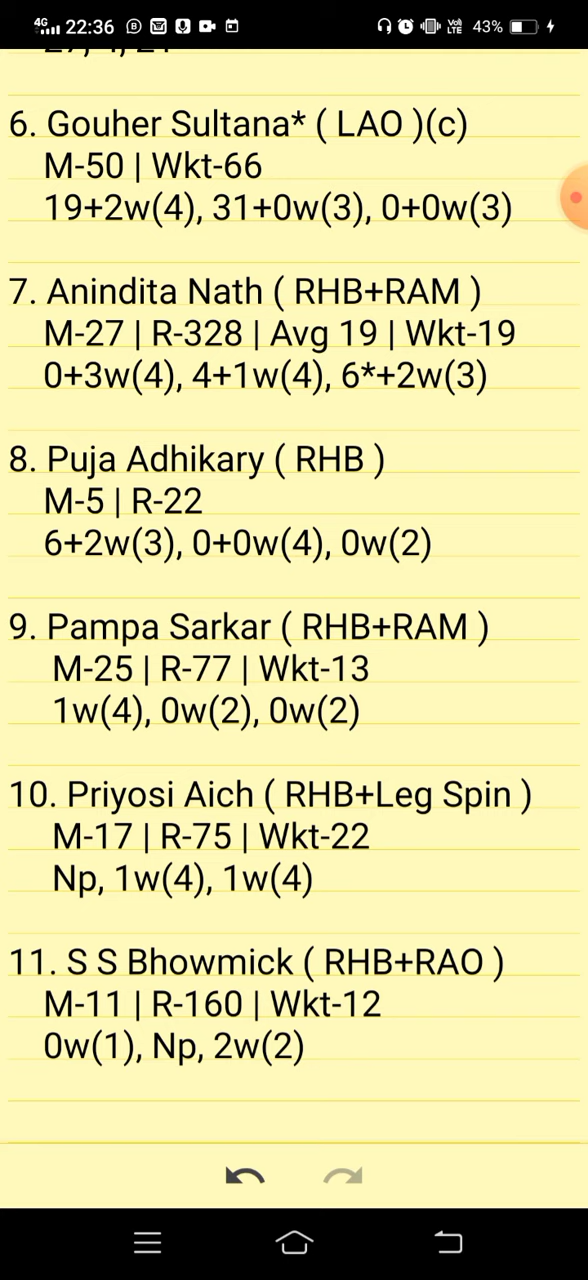 4G 22:36 VoI) LTE 43%
6. Gouher Sultana* ( LAO )(c)
M-50 | Wkt-66
19+2w(4), 31+0w(3), 0+0w(3)
7. Anindita Nath ( RHB+RAM )
M-27 | R-328 | Avg 19 | Wkt-19
0+3w(4), 4+1w(4), 6*+2w(3)
8. Puja Adhikary ( RHB )
M-5 | R-22
6+2w(3), 0+0w(4), 0w(2)
9. Pampa Sarkar ( RHB+RAM )
M-25 | R-77 | Wkt-13
1w(4), 0w(2), 0w(2)
10. Priyosi Aich ( RHB+Leg Spin )
M-17 | R-75 | Wkt-22
Np, 1w(4), 1w(4)
11. S S Bhowmick ( RHB+RAO )
M-11 | R-160 | Wkt-12
0w(1), Np, 2w(2)